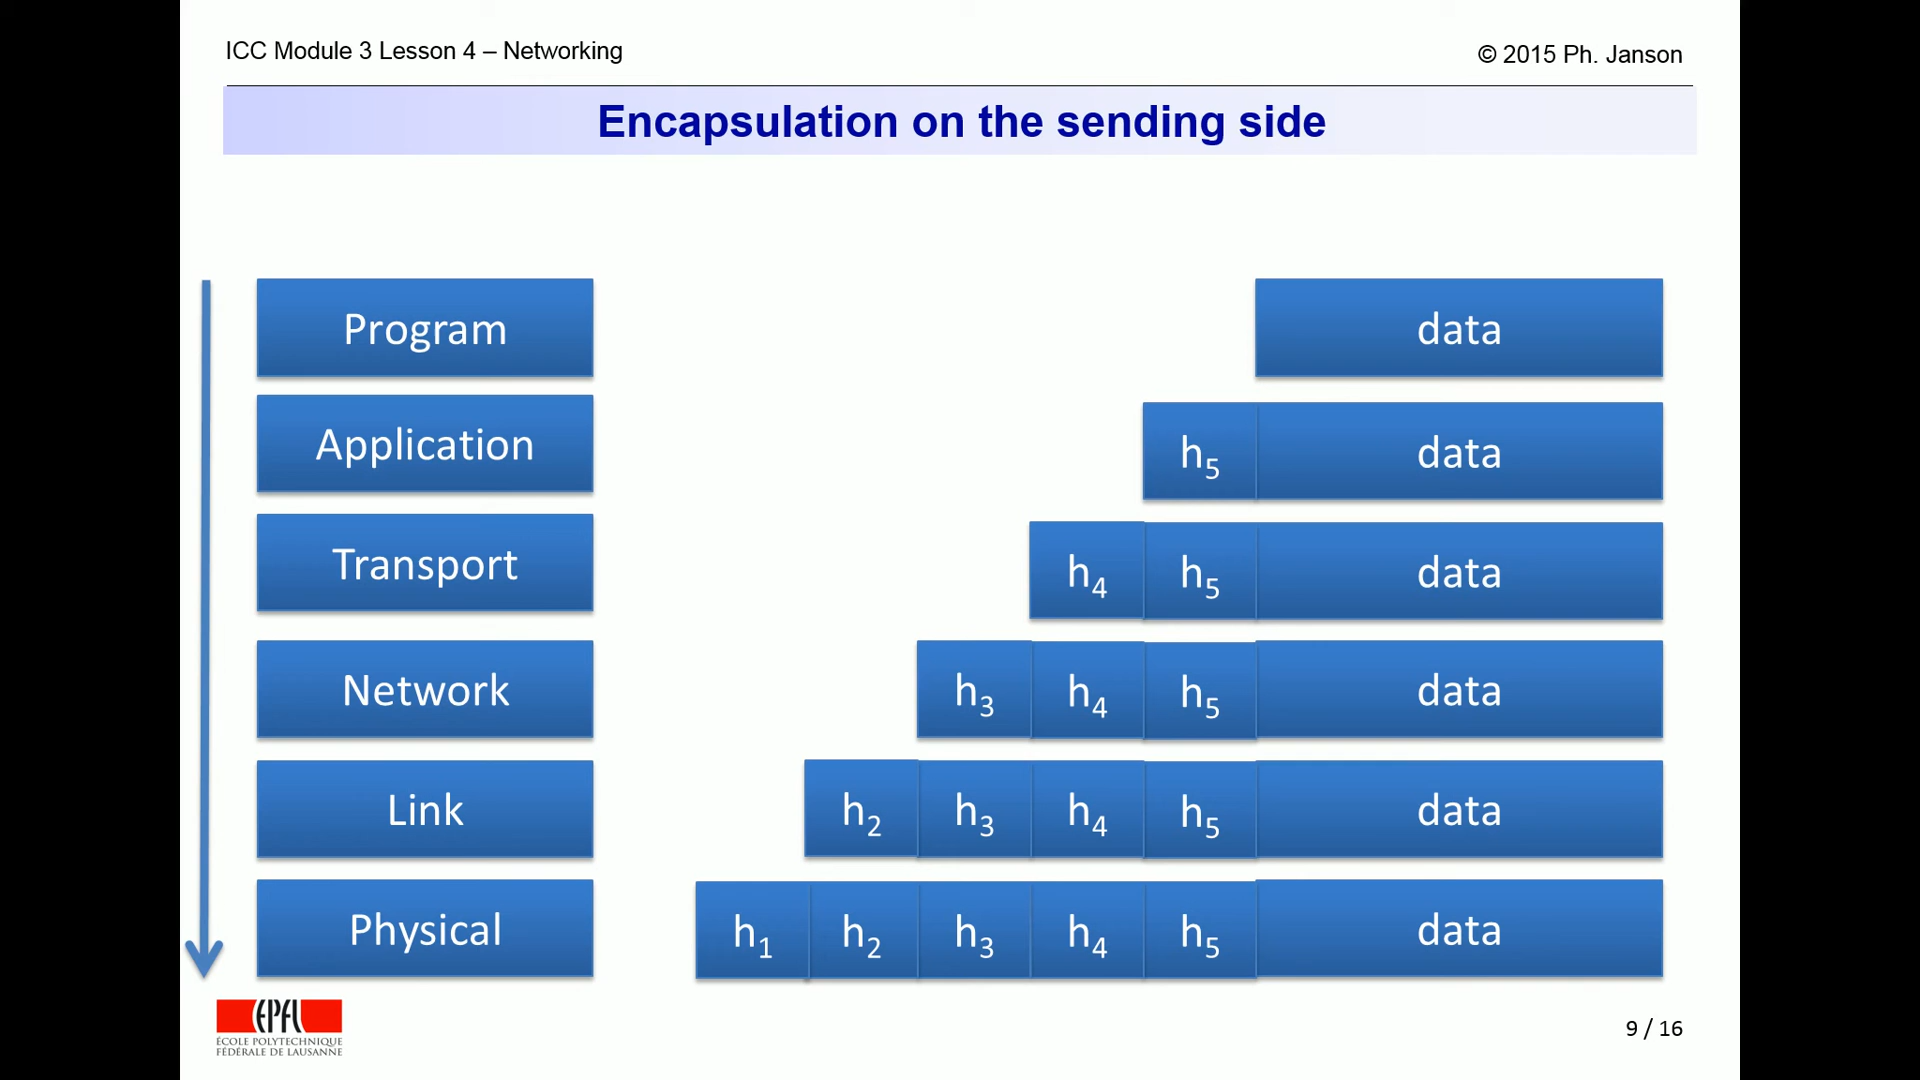 ICC Module 3 Lesson 4 – Networking
© 2015 Ph. Janson
Encapsulation on the sending side
Program
data
Application
h5 data
Transport
h4 h5 data
Network
h3 h4 h5 data
Link
h2 h3 h4 h5 data
Physical
h1 h2 h3 h4 h5 data
EPFL
ÉCOLE POLYTECHNIQUE
FÉDÉRALE DE LAUSANNE
9 / 16